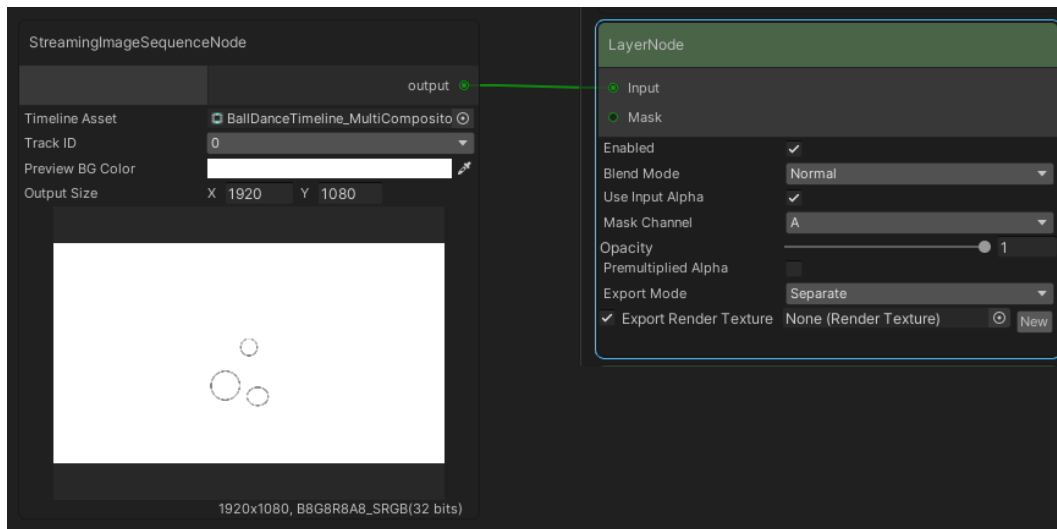 StreamingImageSequenceNode
output
Timeline Asset BallDanceTimeline_MultiComposito
Track ID 0
Preview BG Color
Output Size X 1920 Y 1080
1920x1080, B8G8R8A8_SRGB(32 bits)
LayerNode
Input
Mask
Enabled
Blend Mode Normal
Use Input Alpha
Mask Channel A
Opacity 1
Premultiplied Alpha
Export Mode Separate
Export Render Texture None (Render Texture) New